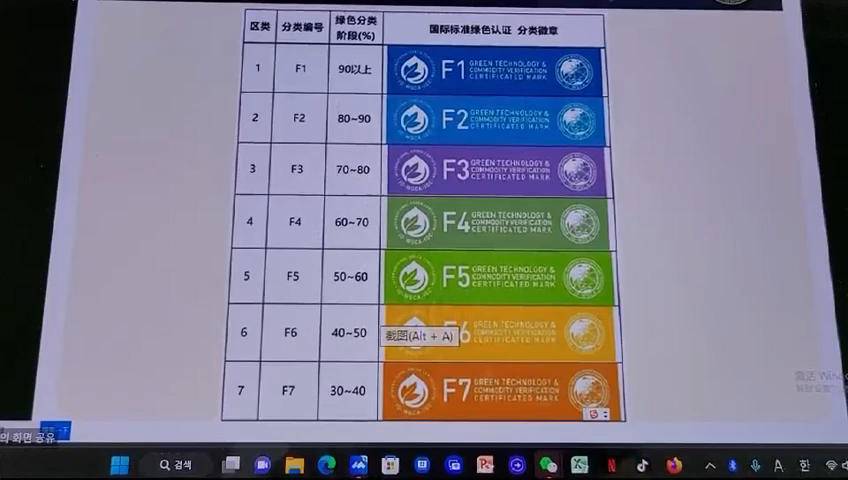 区类 分类编号 绿色分类阶段(%) 国际标准绿色认证 分类徽章
1 F1 90以上 F1 GREEN TECHNOLOGY & COMMODITY VERIFICATION CERTIFICATED MARK
2 F2 80~90 F2 GREEN TECHNOLOGY & COMMODITY VERIFICATION CERTIFICATED MARK
3 F3 70~80 F3 GREEN TECHNOLOGY & COMMODITY VERIFICATION CERTIFICATED MARK
4 F4 60~70 F4 GREEN TECHNOLOGY & COMMODITY VERIFICATION CERTIFICATED MARK
5 F5 50~60 F5 GREEN TECHNOLOGY & COMMODITY VERIFICATION CERTIFICATED MARK
6 F6 40~50 截图(Alt + A) 6 GREEN TECHNOLOGY & COMMODITY VERIFICATION CERTIFICATED MARK
7 F7 30~40 F7 GREEN TECHNOLOGY & COMMODITY VERIFICATION CERTIFICATED MARK
激活 Wind
의 화면 공유
검색
A 한